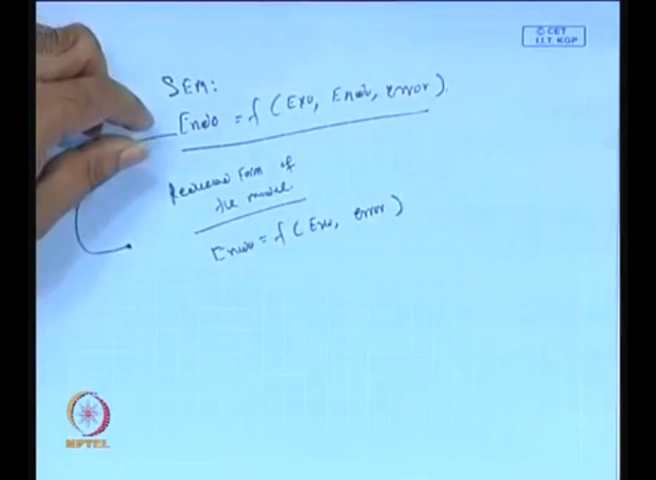 © CET
I.I.T. KGP
SEM:
Endo = f (Exo, Endo, error).
Reduced Form of
the model.
Endo = f (Exo, error)
NPTEL